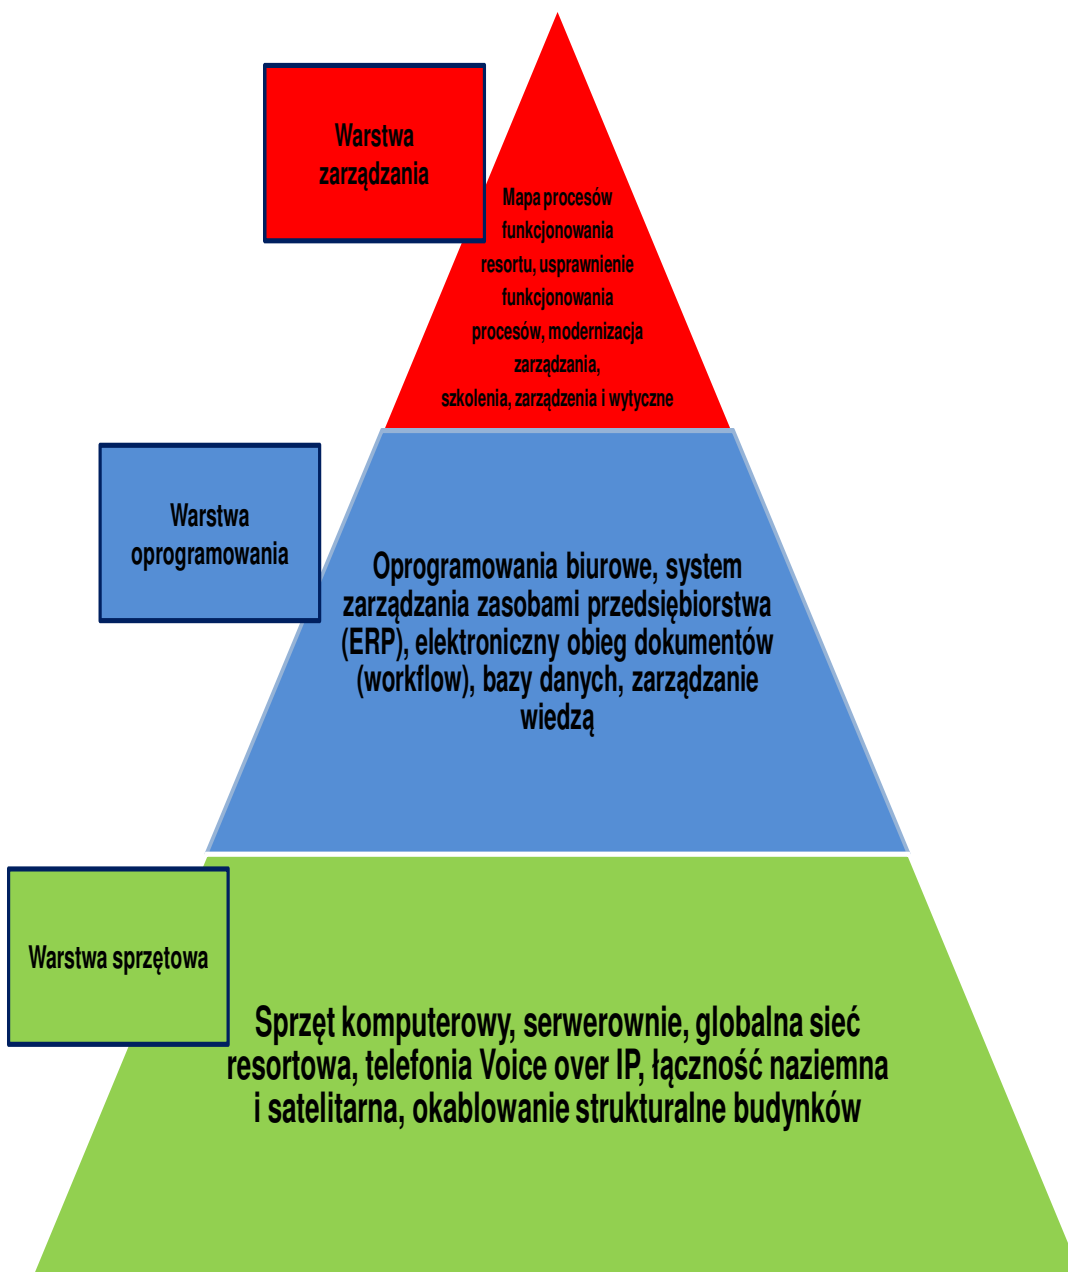 Warstwa
zarządzania
Mapa procesów
funkcjonowania
resortu, usprawnienie
funkcjonowania
procesów, modernizacja
zarządzania,
szkolenia, zarządzenia i wytyczne
Warstwa
oprogramowania
Oprogramowania biurowe, system
zarządzania zasobami przedsiębiorstwa
(ERP), elektroniczny obieg dokumentów
(workflow), bazy danych, zarządzanie
wiedzą
Warstwa sprzętowa
Sprzęt komputerowy, serwerownie, globalna sieć
resortowa, telefonia Voice over IP, łączność naziemna
i satelitarna, okablowanie strukturalne budynków